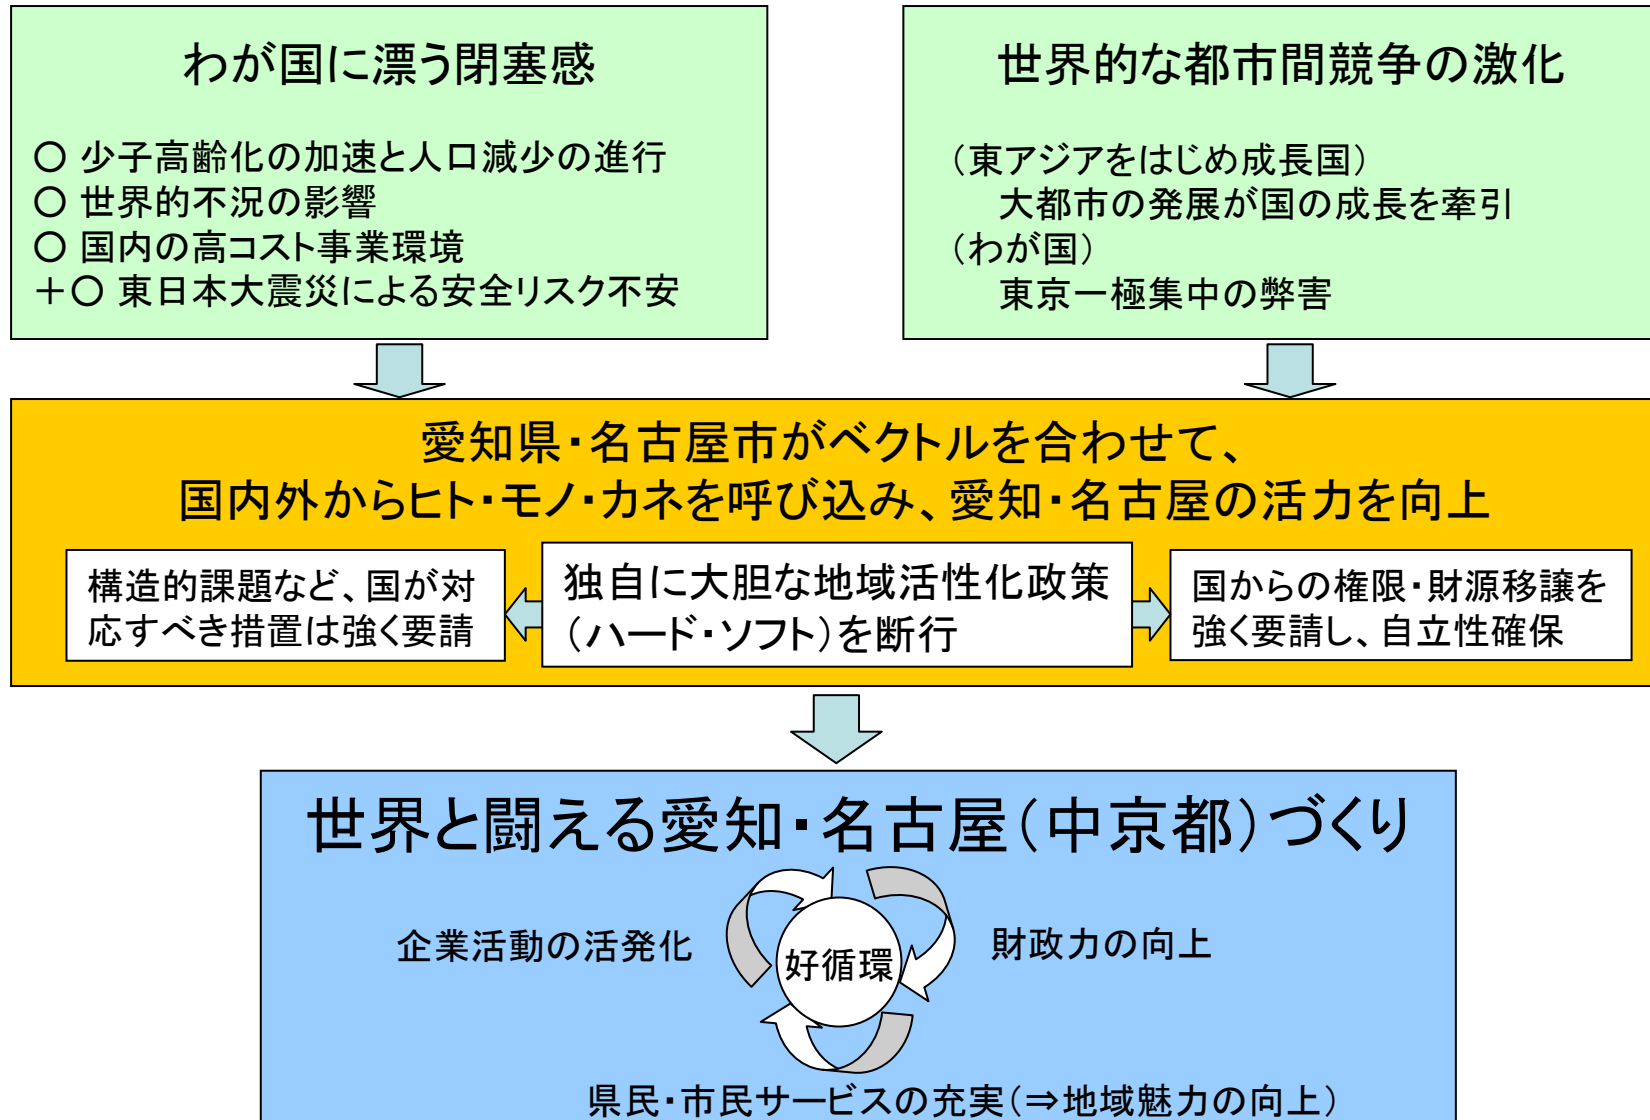 わが国に漂う閉塞感
○ 少子高齢化の加速と人口減少の進行
○ 世界的不況の影響
○ 国内の高コスト事業環境
+○ 東日本大震災による安全リスク不安
世界的な都市間競争の激化
(東アジアをはじめ成長国)
大都市の発展が国の成長を牽引
(わが国)
東京一極集中の弊害
愛知県・名古屋市がベクトルを合わせて、
国内外からヒト・モノ・カネを呼び込み、愛知・名古屋の活力を向上
構造的課題など、国が対
応すべき措置は強く要請
独自に大胆な地域活性化政策
(ハード・ソフト)を断行
国からの権限・財源移譲を
強く要請し、自立性確保
世界と闘える愛知・名古屋(中京都)づくり
企業活動の活発化
好循環
財政力の向上
県民・市民サービスの充実(⇒地域魅力の向上)